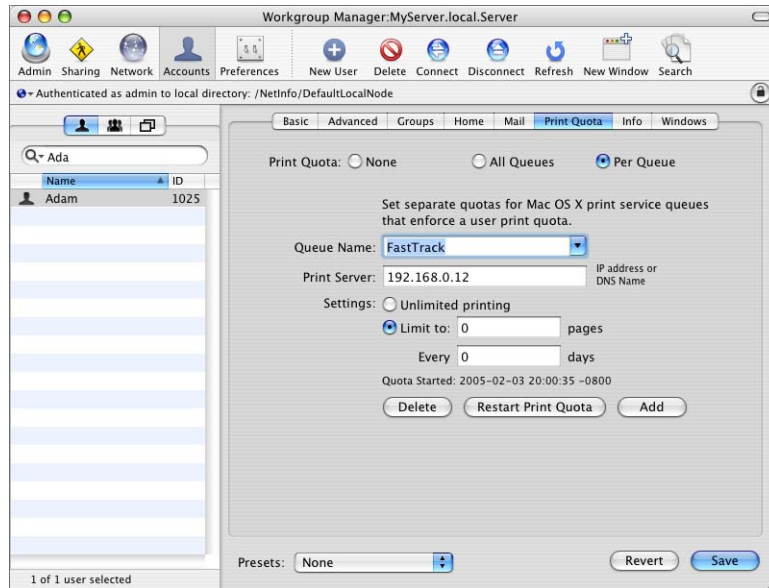 Workgroup Manager:MyServer.local.Server
Admin Sharing Network Accounts Preferences New User Delete Connect Disconnect Refresh New Window Search
Authenticated as admin to local directory: /NetInfo/DefaultLocalNode
Basic Advanced Groups Home Mail Print Quota Info Windows
Ada
Name ID
Adam 1025
Print Quota: None All Queues Per Queue
Set separate quotas for Mac OS X print service queues
that enforce a user print quota.
Queue Name: FastTrack
Print Server: 192.168.0.12 IP address or
DNS Name
Settings: Unlimited printing
Limit to: 0 pages
Every 0 days
Quota Started: 2005-02-03 20:00:35 -0800
Delete Restart Print Quota Add
Presets: None Revert Save
1 of 1 user selected